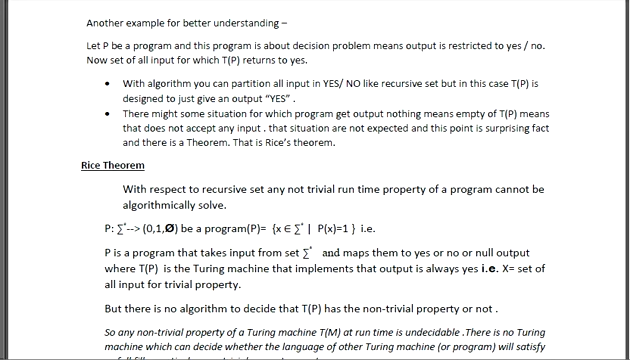 Another example for better understanding –
Let P be a program and this program is about decision problem means output is restricted to yes / no.
Now set of all input for which T(P) returns to yes.
• With algorithm you can partition all input in YES/ NO like recursive set but in this case T(P) is
designed to just give an output “YES” .
• There might some situation for which program get output nothing means empty of T(P) means
that does not accept any input . that situation are not expected and this point is surprising fact
and there is a Theorem. That is Rice’s theorem.
Rice Theorem
With respect to recursive set any not trivial run time property of a program cannot be
algorithmically solve.
P: ∑*--> (0,1,Ø) be a program(P)= {x ∈ ∑* | P(x)=1 } i.e.
P is a program that takes input from set ∑* and maps them to yes or no or null output
where T(P) is the Turing machine that implements that output is always yes i.e. X= set of
all input for trivial property.
But there is no algorithm to decide that T(P) has the non-trivial property or not .
So any non-trivial property of a Turing machine T(M) at run time is undecidable .There is no Turing
machine which can decide whether the language of other Turing machine (or program) will satisfy